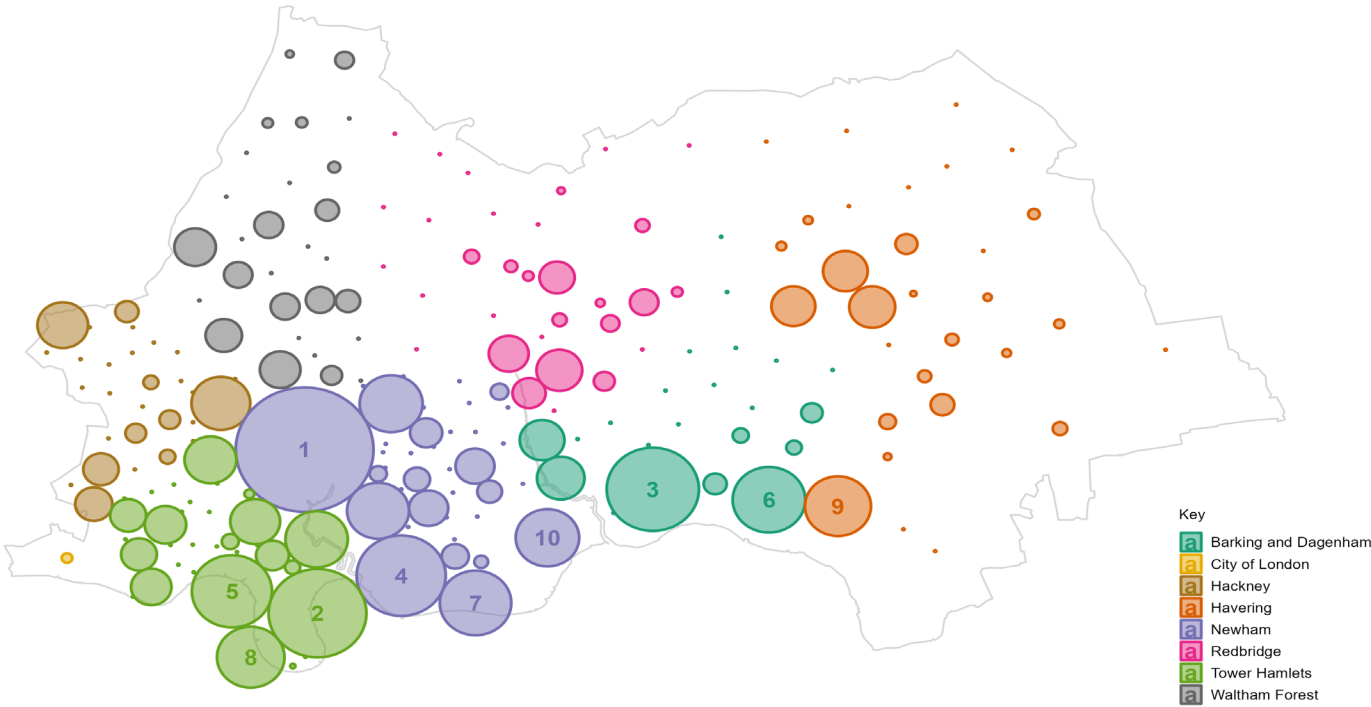 1
3
6
9
10
4
5
7
2
8
Key
a Barking and Dagenham
a City of London
a Hackney
a Havering
a Newham
a Redbridge
a Tower Hamlets
a Waltham Forest